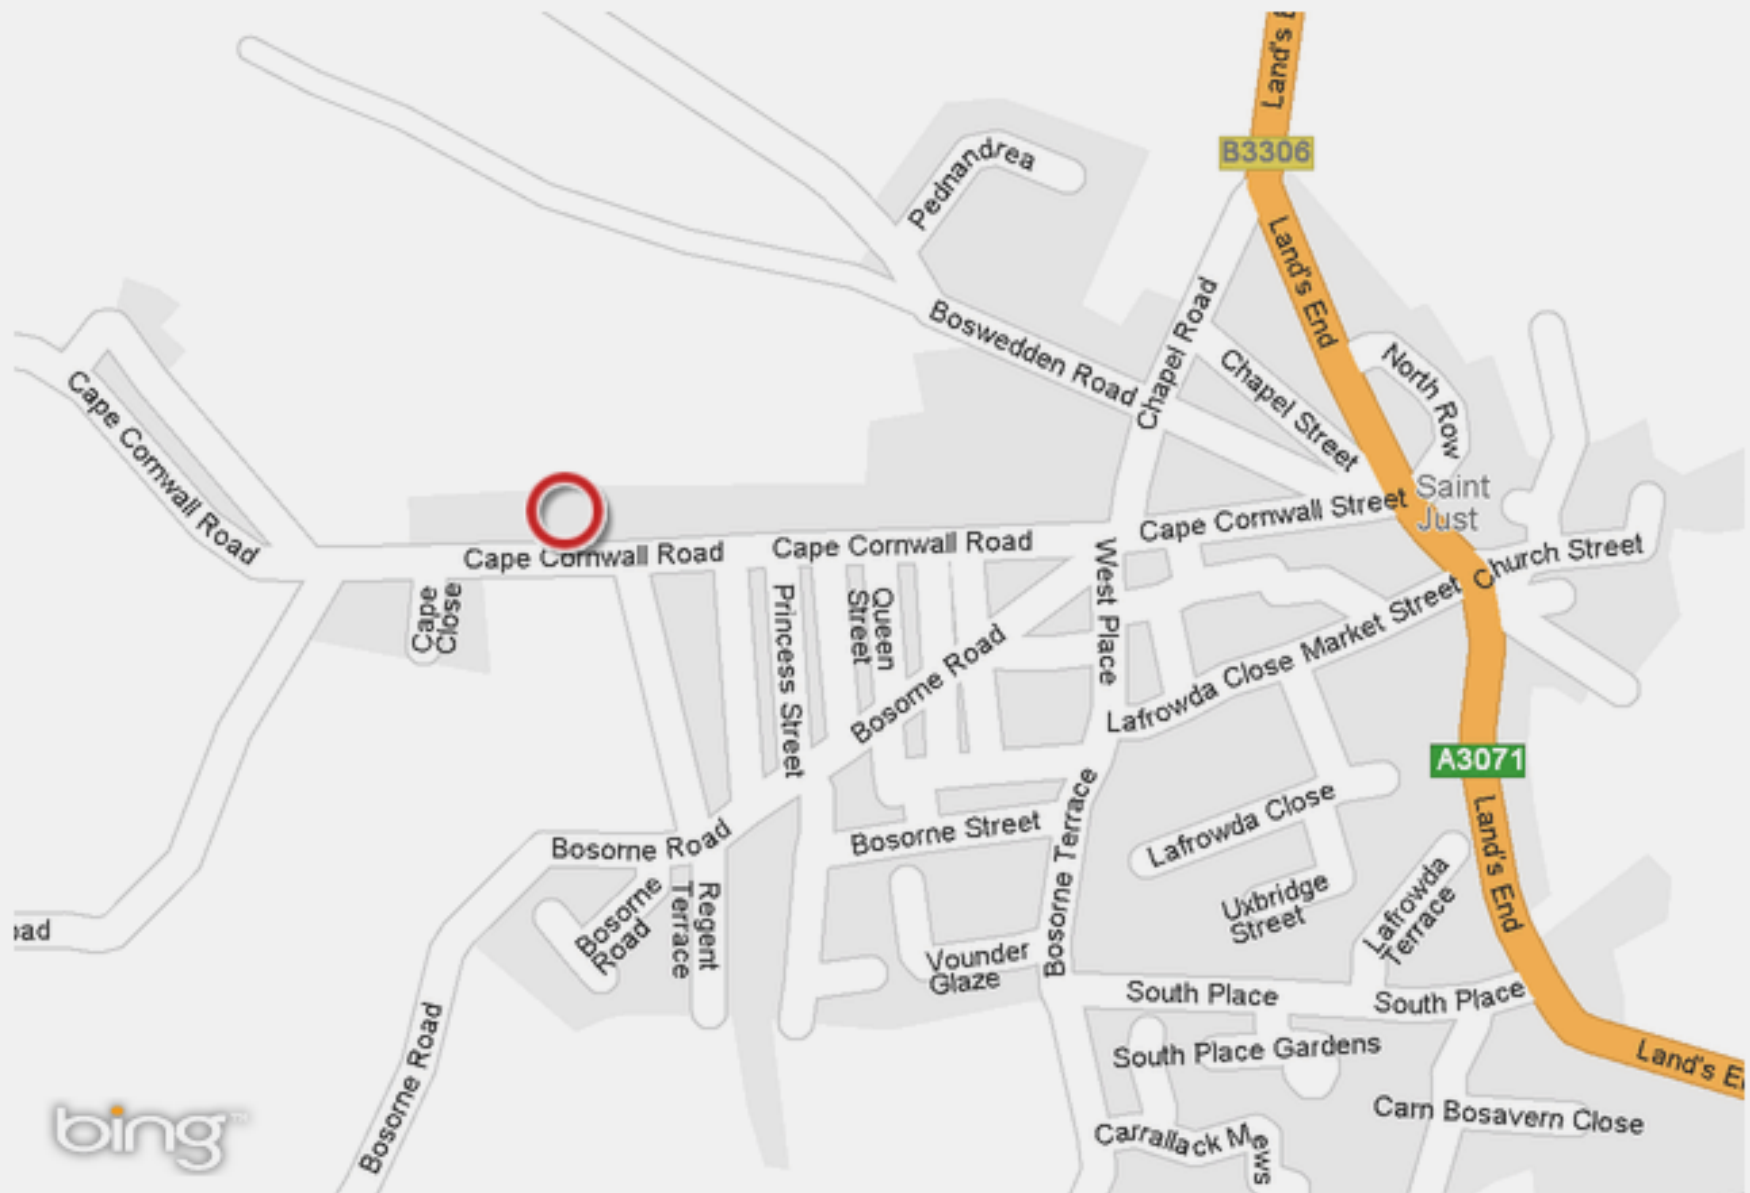 Land's E
B3306
Pednandrea
Land's End
Chapel Road
Boswedden Road
Chapel Street
North Row
Cape Cornwall Road
Saint
Just
Cape Cornwall Street
Cape Cornwall Road
Cape Cornwall Road
Church Street
Cape
Close
Princess Street
Queen
Street
West Place
Market Street
Bosorne Road
Lafrowda Close
A3071
Lafrowda Close
Bosorne Terrace
Bosorne Street
Bosorne Road
Land's End
Bosorne
Road
Regent
Terrace
Uxbridge
Street
Lafrowda
Terrace
oad
Vounder
Glaze
South Place
South Place
South Place Gardens
Land's E
Bosorne Road
bing™
Carn Bosavern Close
Carrallack Mews